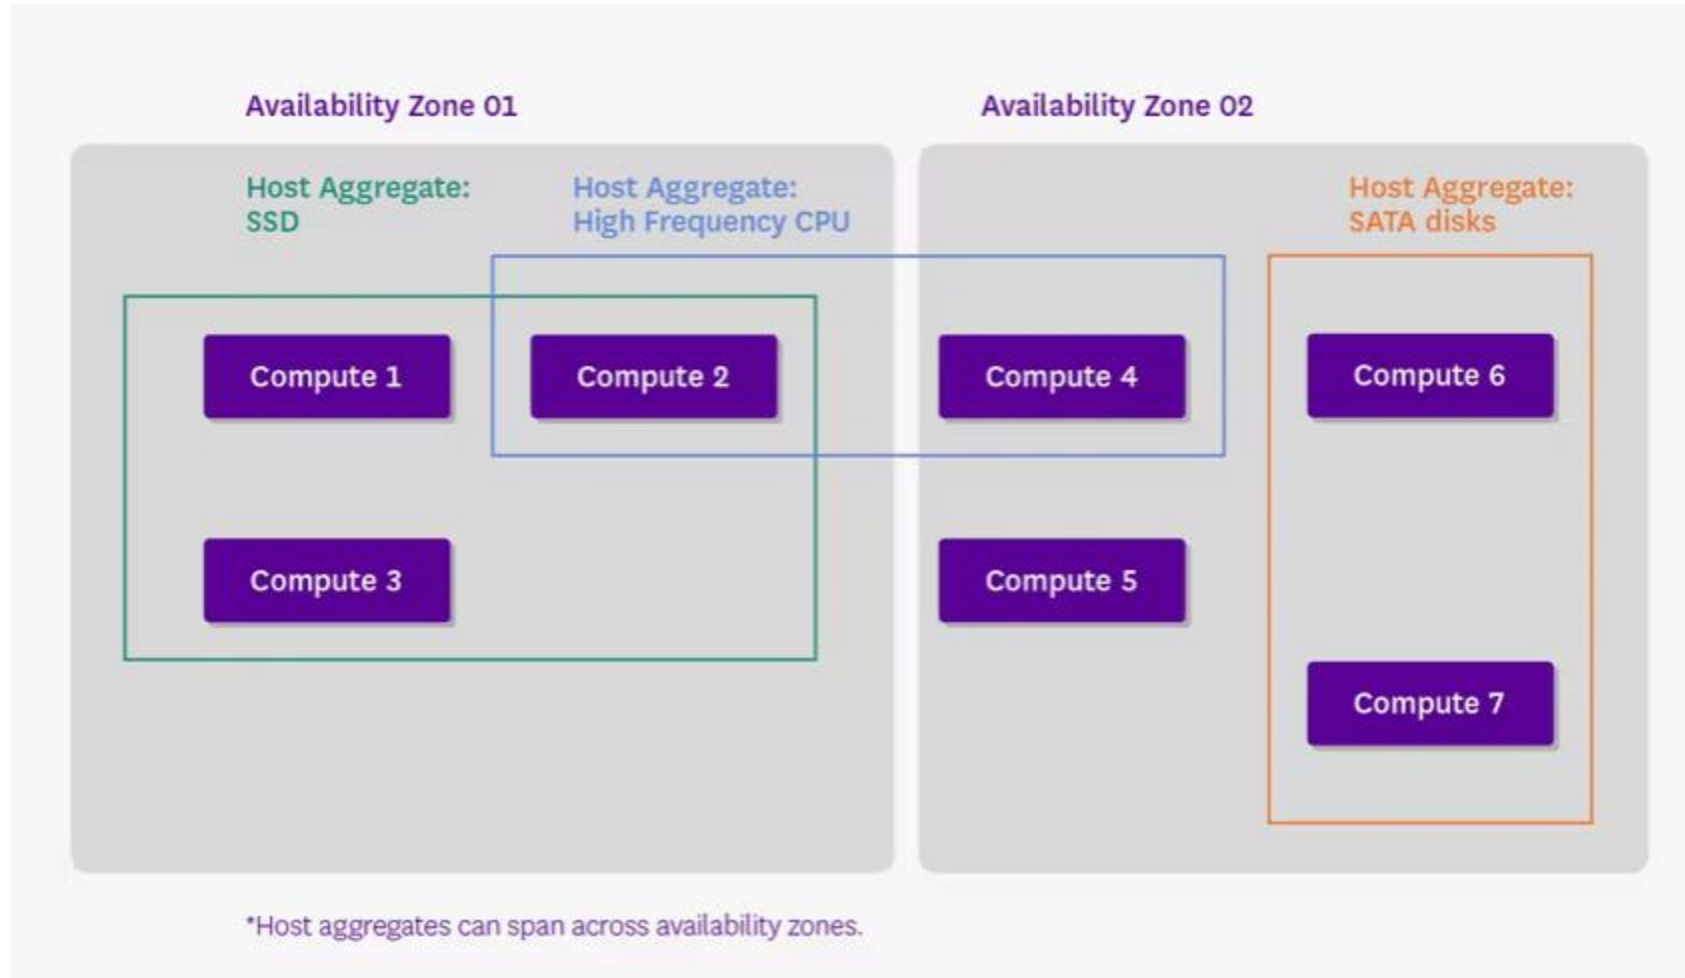 Availability Zone 01
Availability Zone 02
Host Aggregate:
SSD
Host Aggregate:
High Frequency CPU
Host Aggregate:
SATA disks
Compute 1
Compute 2
Compute 4
Compute 6
Compute 3
Compute 5
Compute 7
*Host aggregates can span across availability zones.